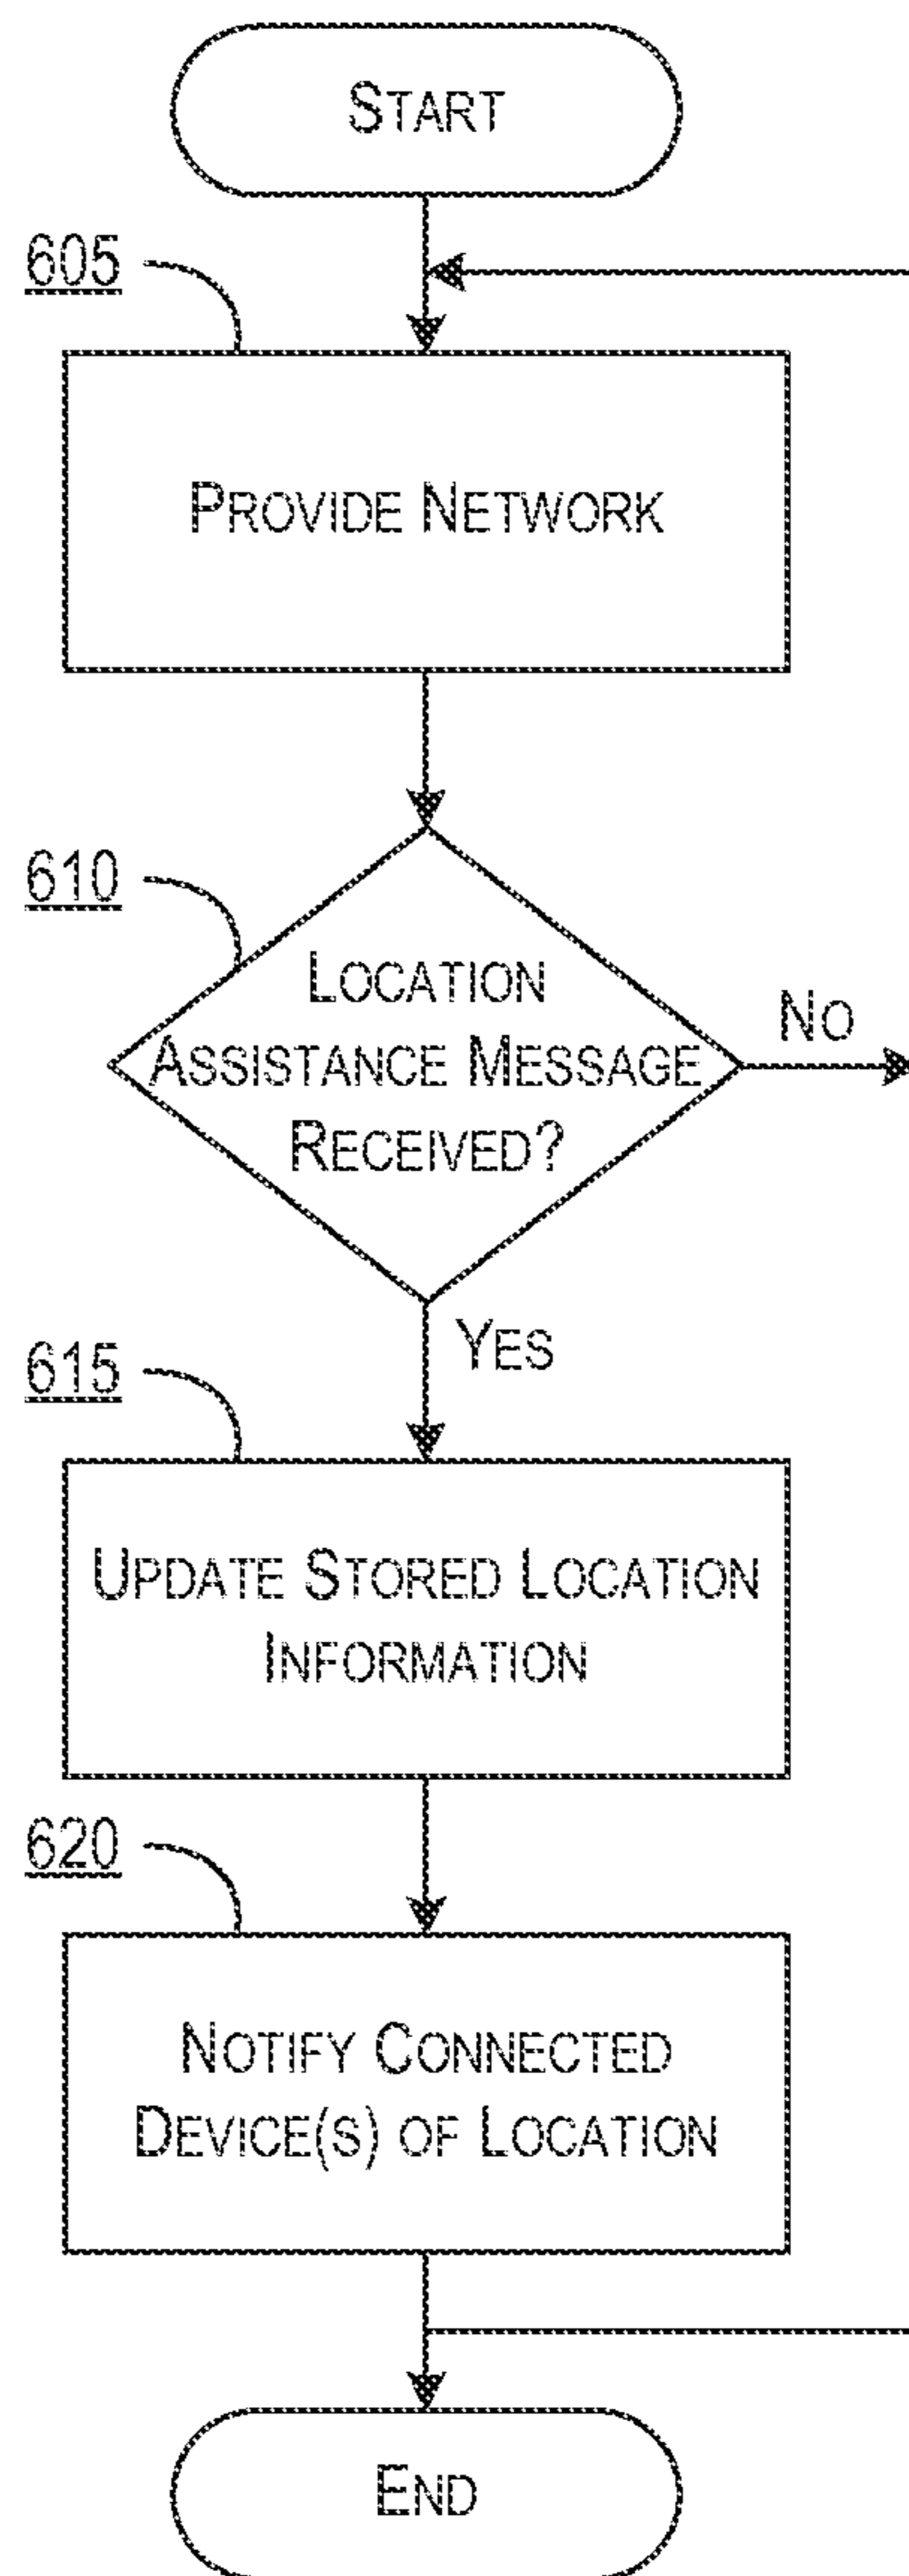 START
605
PROVIDE NETWORK
610
LOCATION
ASSISTANCE MESSAGE
RECEIVED?
NO
YES
615
UPDATE STORED LOCATION
INFORMATION
620
NOTIFY CONNECTED
DEVICE(S) OF LOCATION
END